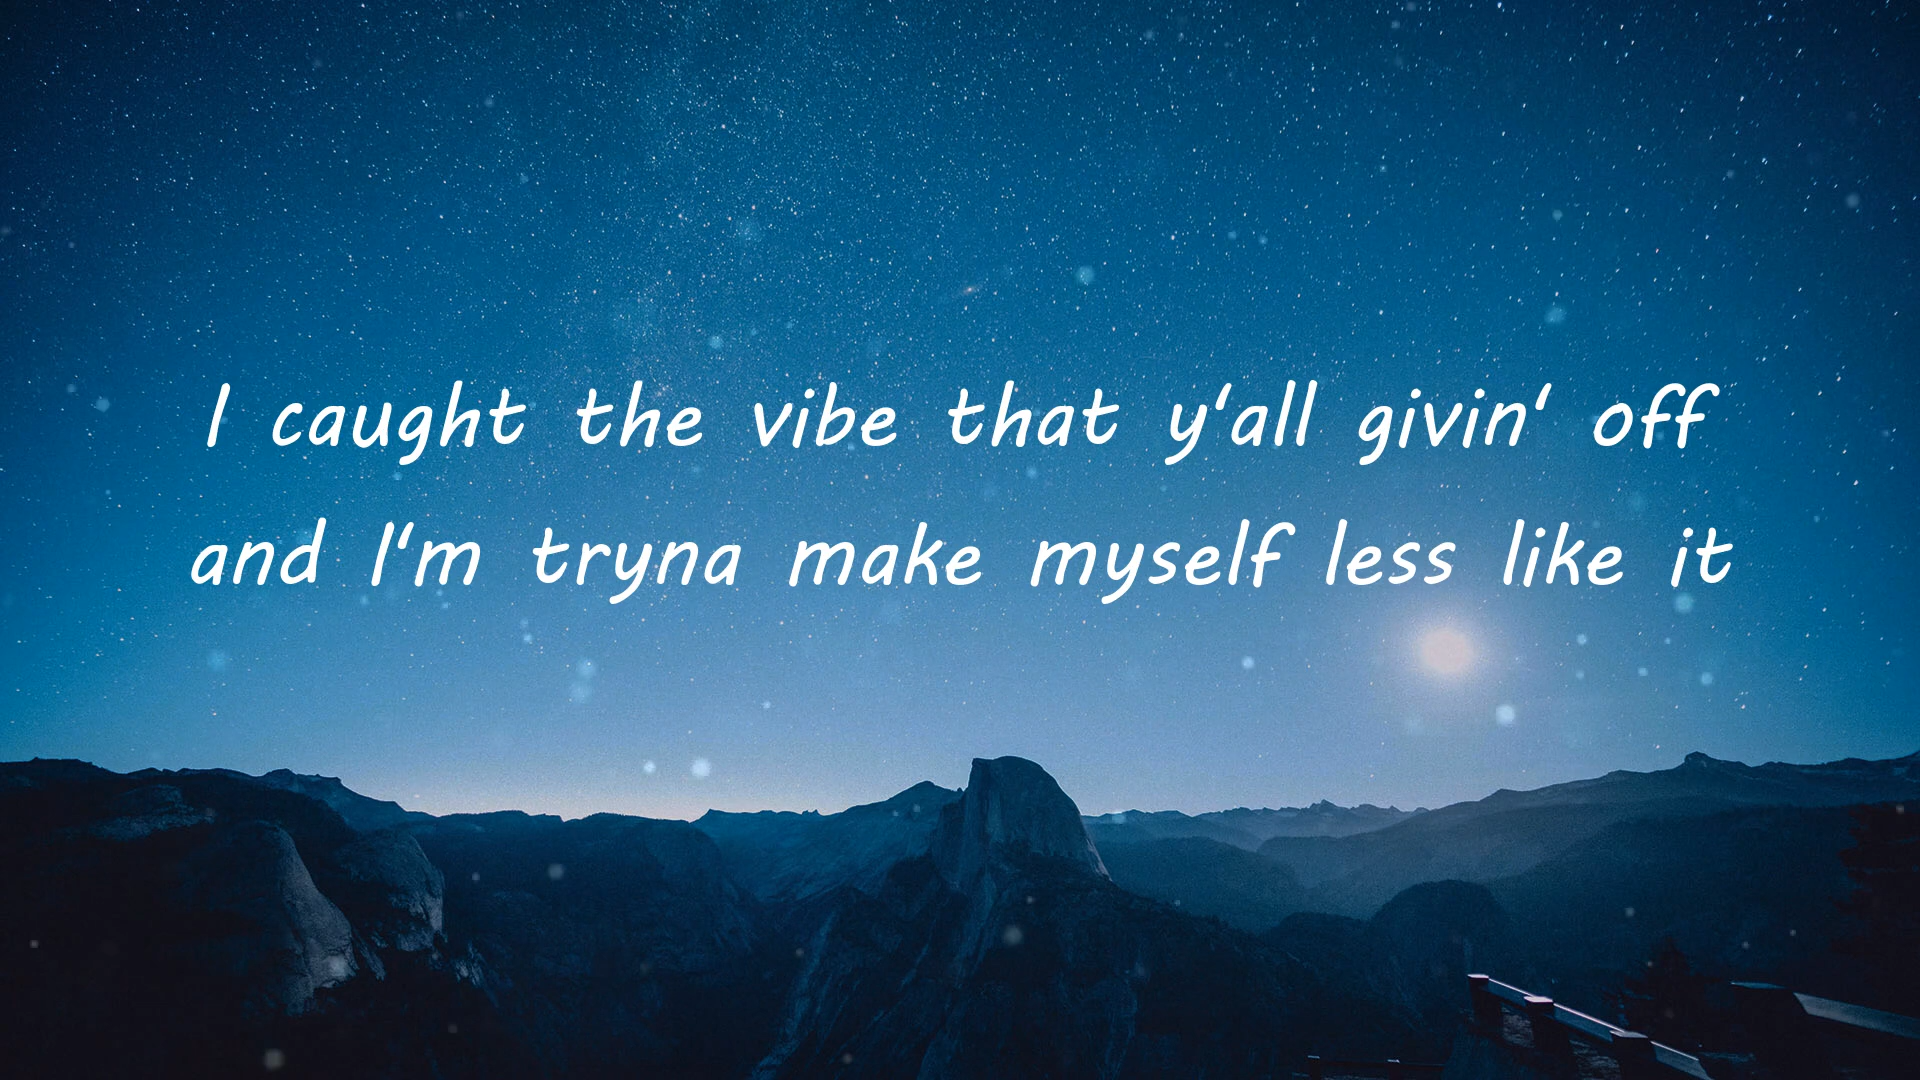 I caught the vibe that y'all givin' off
and I'm tryna make myself less like it